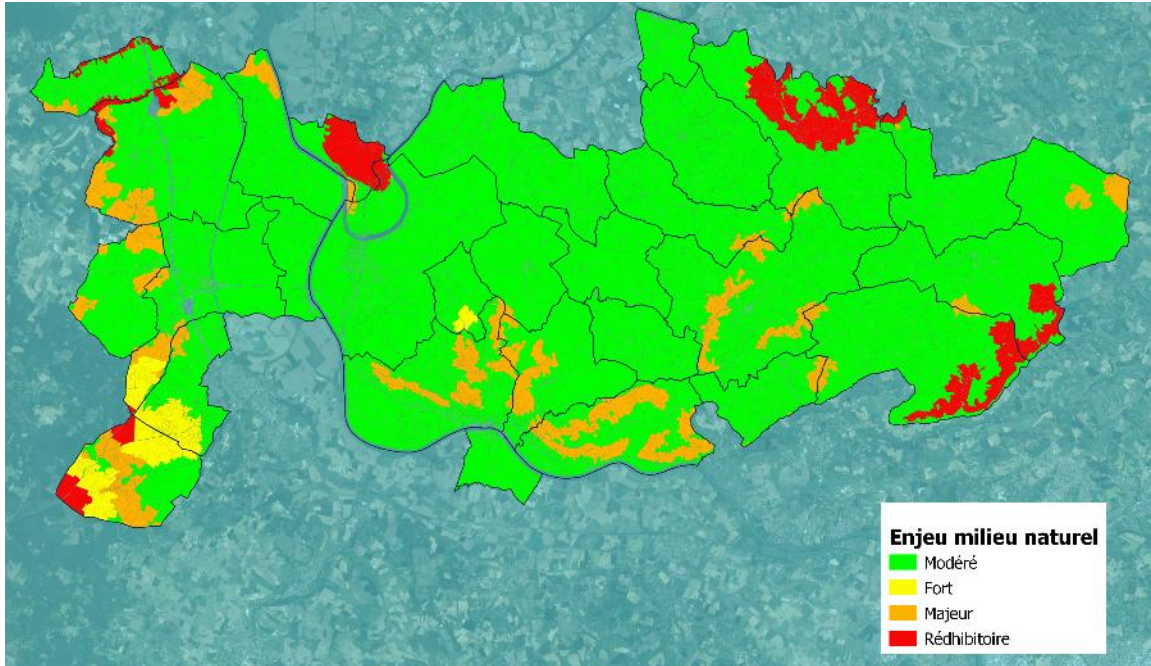 Enjeu milieu naturel
Modéré
Fort
Majeur
Rédhibitoire